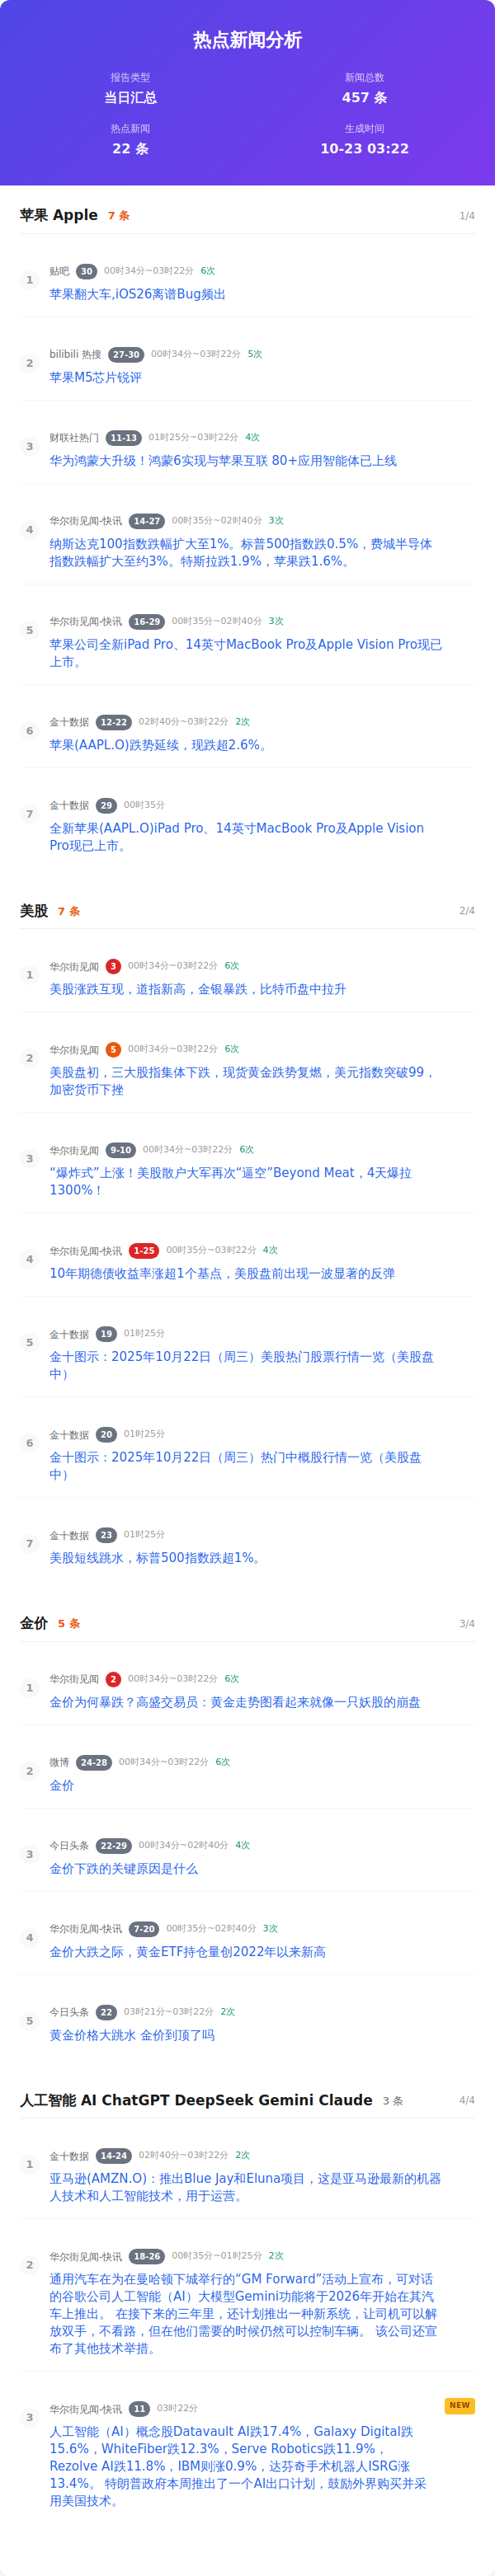 热点新闻分析
报告类型
新闻总数
当日汇总
457 条
热点新闻
生成时间
22 条
10-23 03:22
苹果 Apple 7 条 1/4
1
贴吧 30 00时34分~03时22分 6次
苹果翻大车,iOS26离谱Bug频出
2
bilibili 热搜 27-30 00时34分~03时22分 5次
苹果M5芯片锐评
3
财联社热门 11-13 01时25分~03时22分 4次
华为鸿蒙大升级！鸿蒙6实现与苹果互联 80+应用智能体已上线
4
华尔街见闻-快讯 14-27 00时35分~02时40分 3次
纳斯达克100指数跌幅扩大至1%。标普500指数跌0.5%，费城半导体
指数跌幅扩大至约3%。特斯拉跌1.9%，苹果跌1.6%。
5
华尔街见闻-快讯 16-29 00时35分~02时40分 3次
苹果公司全新iPad Pro、14英寸MacBook Pro及Apple Vision Pro现已
上市。
6
金十数据 12-22 02时40分~03时22分 2次
苹果(AAPL.O)跌势延续，现跌超2.6%。
7
金十数据 29 00时35分
全新苹果(AAPL.O)iPad Pro、14英寸MacBook Pro及Apple Vision
Pro现已上市。
美股 7 条 2/4
1
华尔街见闻 3 00时34分~03时22分 6次
美股涨跌互现，道指新高，金银暴跌，比特币盘中拉升
2
华尔街见闻 5 00时34分~03时22分 6次
美股盘初，三大股指集体下跌，现货黄金跌势复燃，美元指数突破99，
加密货币下挫
3
华尔街见闻 9-10 00时34分~03时22分 6次
“爆炸式”上涨！美股散户大军再次“逼空”Beyond Meat，4天爆拉
1300%！
4
华尔街见闻-快讯 1-25 00时35分~03时22分 4次
10年期德债收益率涨超1个基点，美股盘前出现一波显著的反弹
5
金十数据 19 01时25分
金十图示：2025年10月22日（周三）美股热门股票行情一览（美股盘
中）
6
金十数据 20 01时25分
金十图示：2025年10月22日（周三）热门中概股行情一览（美股盘
中）
7
金十数据 23 01时25分
美股短线跳水，标普500指数跌超1%。
金价 5 条 3/4
1
华尔街见闻 2 00时34分~03时22分 6次
金价为何暴跌？高盛交易员：黄金走势图看起来就像一只妖股的崩盘
2
微博 24-28 00时34分~03时22分 6次
金价
3
今日头条 22-29 00时34分~02时40分 4次
金价下跌的关键原因是什么
4
华尔街见闻-快讯 7-20 00时35分~02时40分 3次
金价大跌之际，黄金ETF持仓量创2022年以来新高
5
今日头条 22 03时21分~03时22分 2次
黄金价格大跳水 金价到顶了吗
人工智能 AI ChatGPT DeepSeek Gemini Claude 3 条 4/4
1
金十数据 14-24 02时40分~03时22分 2次
亚马逊(AMZN.O)：推出Blue Jay和Eluna项目，这是亚马逊最新的机器
人技术和人工智能技术，用于运营。
2
华尔街见闻-快讯 18-26 00时35分~01时25分 2次
通用汽车在为在曼哈顿下城举行的“GM Forward”活动上宣布，可对话
的谷歌公司人工智能（AI）大模型Gemini功能将于2026年开始在其汽
车上推出。 在接下来的三年里，还计划推出一种新系统，让司机可以解
放双手，不看路，但在他们需要的时候仍然可以控制车辆。 该公司还宣
布了其他技术举措。
3
华尔街见闻-快讯 11 03时22分 NEW
人工智能（AI）概念股Datavault AI跌17.4%，Galaxy Digital跌
15.6%，WhiteFiber跌12.3%，Serve Robotics跌11.9%，
Rezolve AI跌11.8%，IBM则涨0.9%，达芬奇手术机器人ISRG涨
13.4%。 特朗普政府本周推出了一个AI出口计划，鼓励外界购买并采
用美国技术。